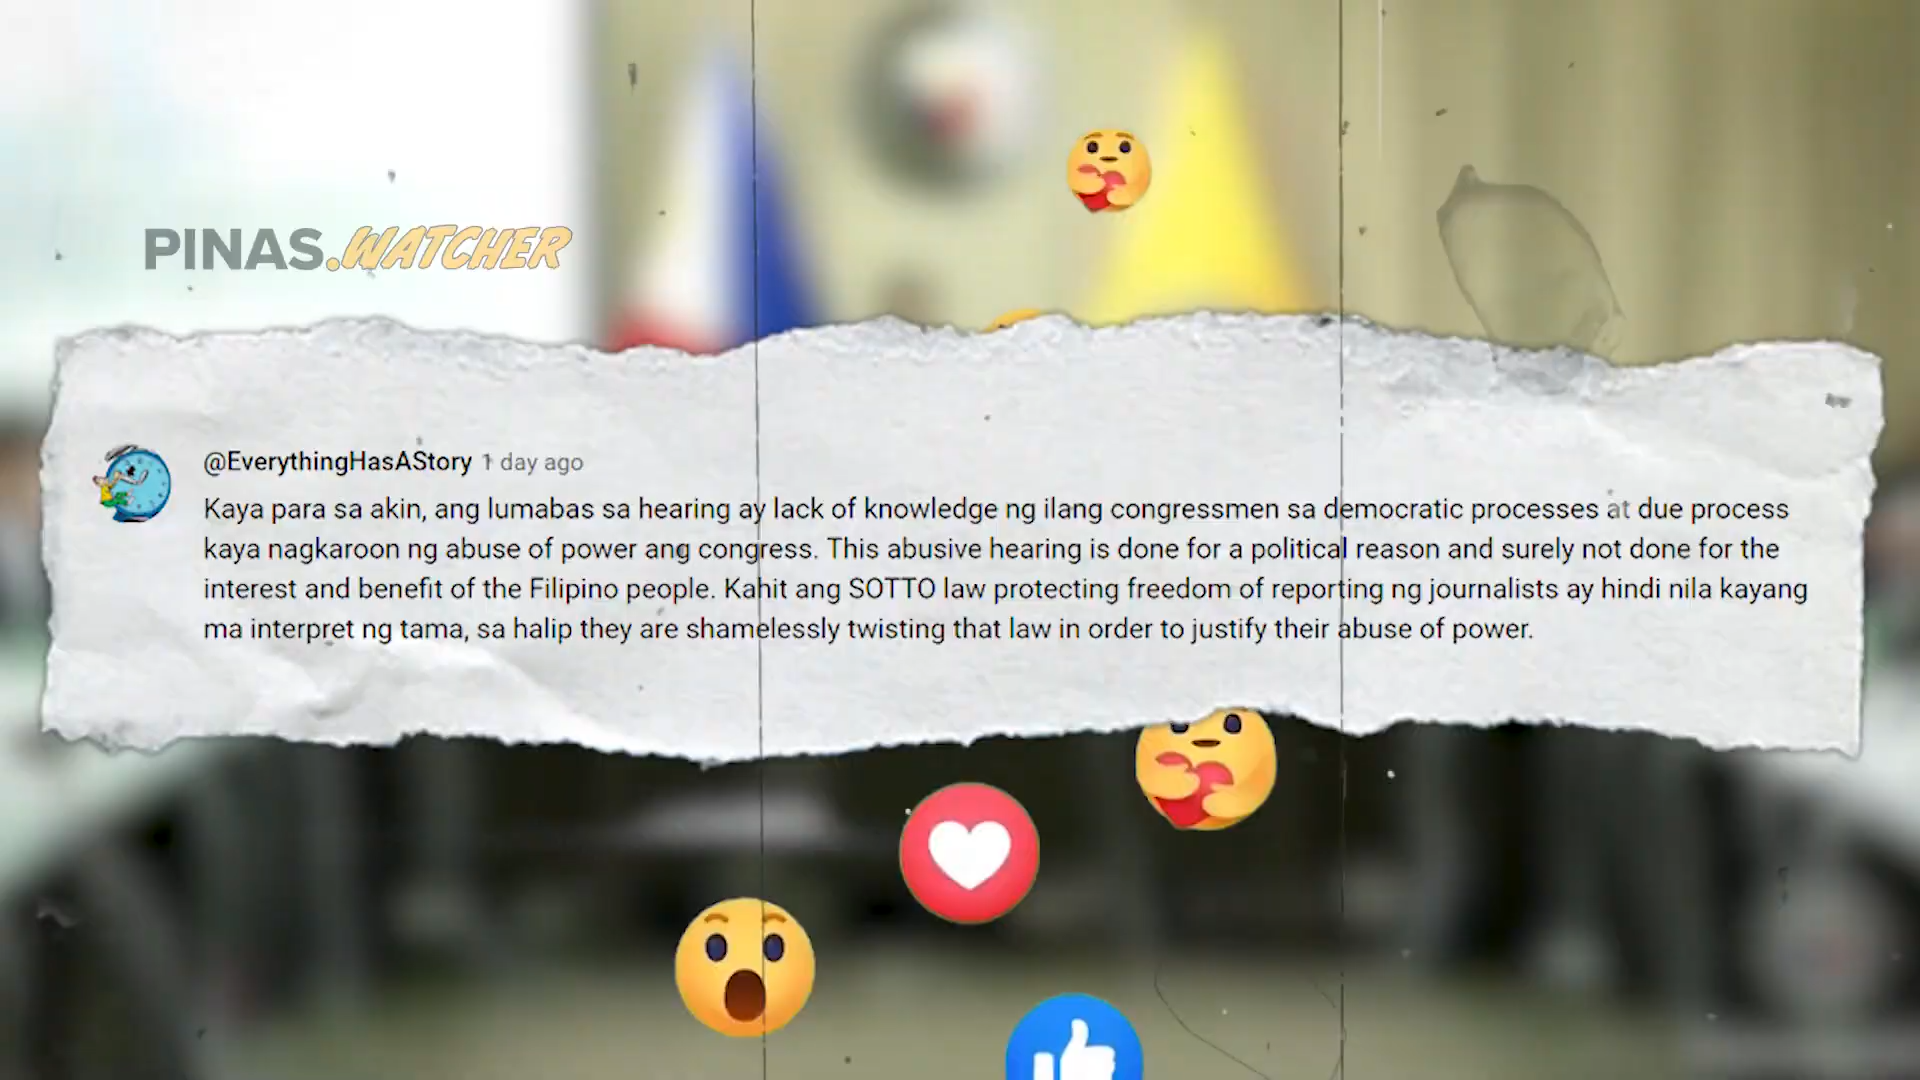 PINAS.WATCHER
@EverythingHasAStory 1 day ago
Kaya para sa akin, ang lumabas sa hearing ay lack of knowledge ng ilang congressmen sa democratic processes at due process
kaya nagkaroon ng abuse of power ang congress. This abusive hearing is done for a political reason and surely not done for the
interest and benefit of the Filipino people. Kahit ang SOTTO law protecting freedom of reporting ng journalists ay hindi nila kayang
ma interpret ng tama, sa halip they are shamelessly twisting that law in order to justify their abuse of power.